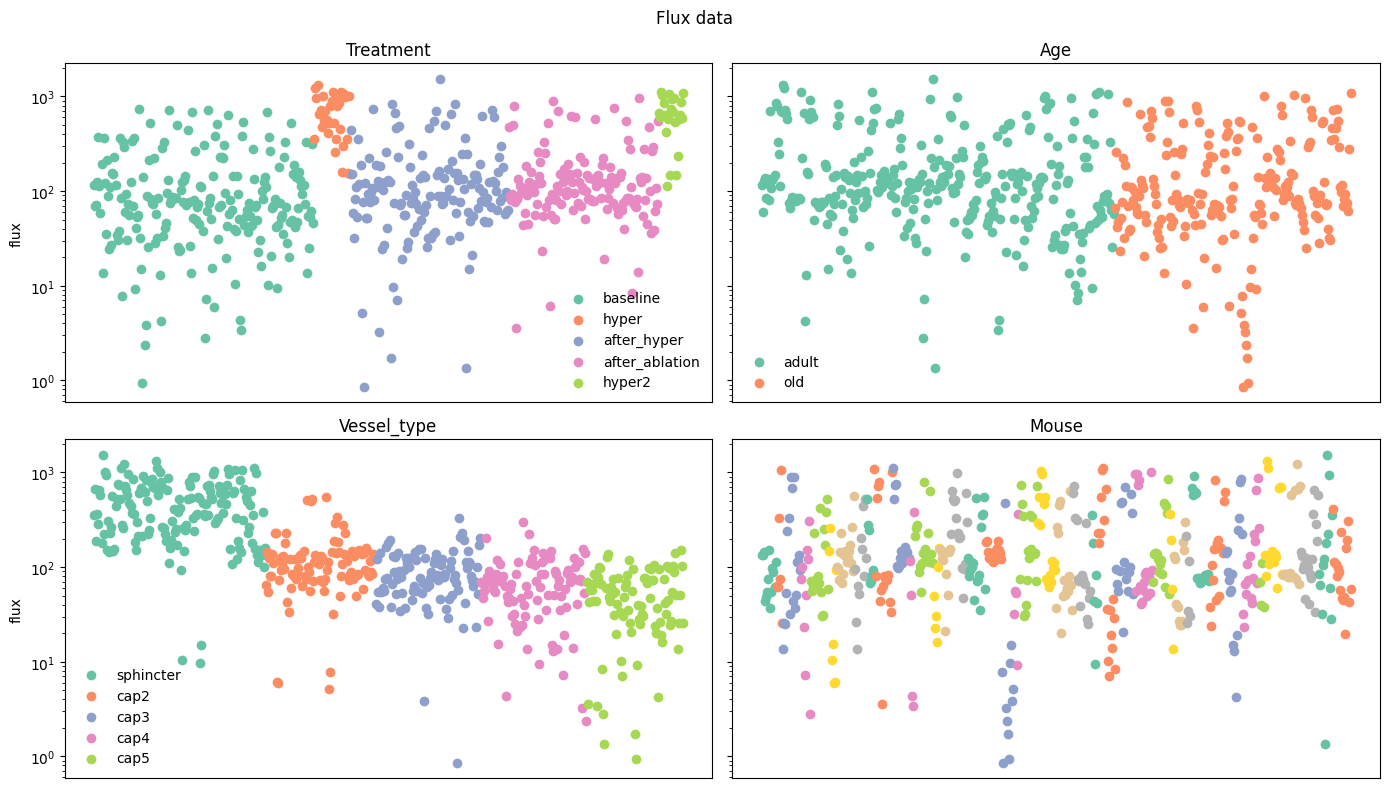 Flux data
Treatment
flux
10³
10²
10¹
10⁰
baseline
hyper
after_hyper
after_ablation
hyper2
Age
adult
old
Vessel_type
flux
10³
10²
10¹
10⁰
sphincter
cap2
cap3
cap4
cap5
Mouse